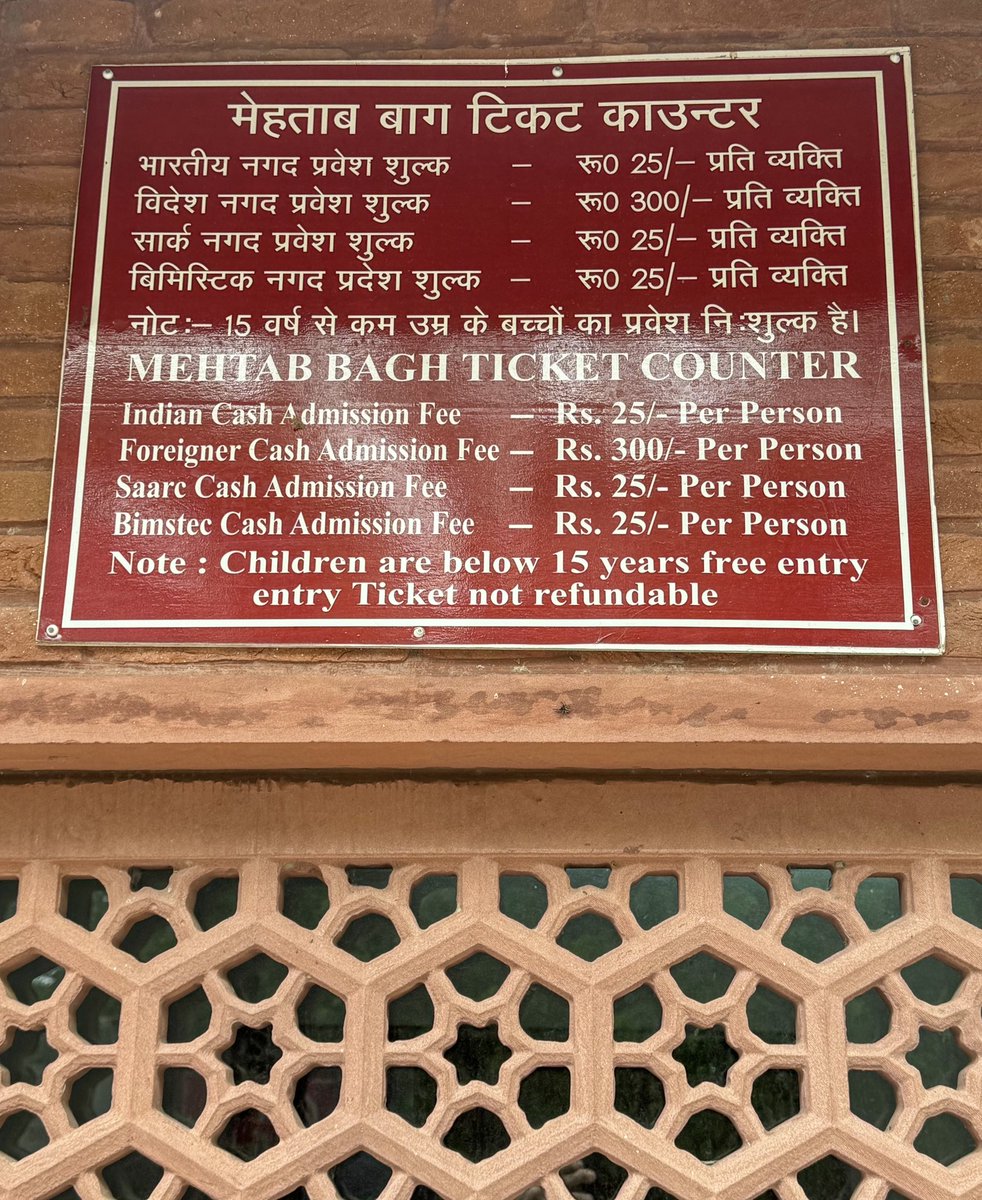 मेहताब बाग टिकट काउन्टर
भारतीय नगद प्रवेश शुल्क – रू0 25/– प्रति व्यक्ति
विदेश नगद प्रवेश शुल्क – रू0 300/– प्रति व्यक्ति
सार्क नगद प्रवेश शुल्क – रू0 25/– प्रति व्यक्ति
बिमिस्टिक नगद प्रदेश शुल्क – रू0 25/– प्रति व्यक्ति
नोटः– 15 वर्ष से कम उम्र के बच्चों का प्रवेश निःशुल्क है।
MEHTAB BAGH TICKET COUNTER
Indian Cash Admission Fee – Rs. 25/- Per Person
Foreigner Cash Admission Fee – Rs. 300/- Per Person
Saarc Cash Admission Fee – Rs. 25/- Per Person
Bimstec Cash Admission Fee – Rs. 25/- Per Person
Note : Children are below 15 years free entry
entry Ticket not refundable